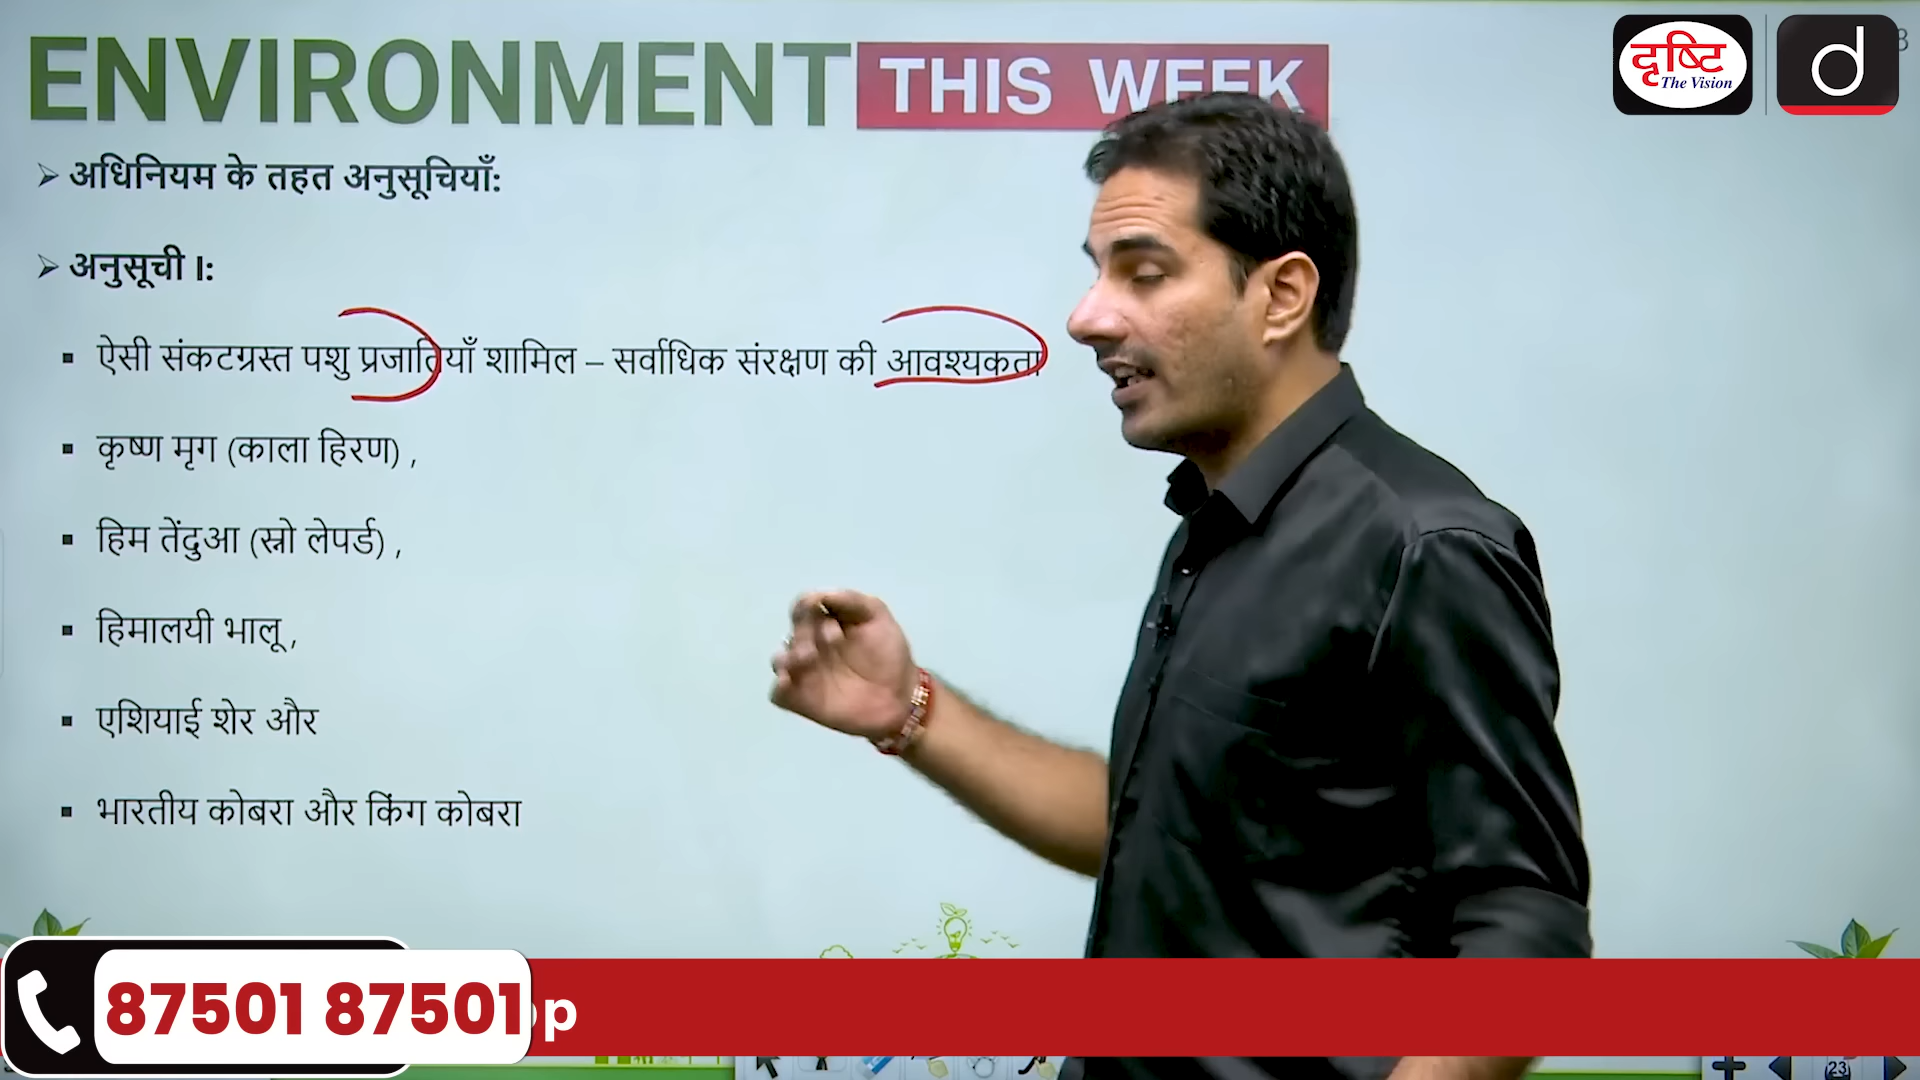 ENVIRONMENT THIS WEEK
दृष्टि
The Vision
d
➢ अधिनियम के तहत अनुसूचियाँ:
➢ अनुसूची I:
▪ ऐसी संकटग्रस्त पशु प्रजातियाँ शामिल – सर्वाधिक संरक्षण की आवश्यकता
▪ कृष्ण मृग (काला हिरण) ,
▪ हिम तेंदुआ (स्नो लेपर्ड) ,
▪ हिमालयी भालू ,
▪ एशियाई शेर और
▪ भारतीय कोबरा और किंग कोबरा
87501 87501
23